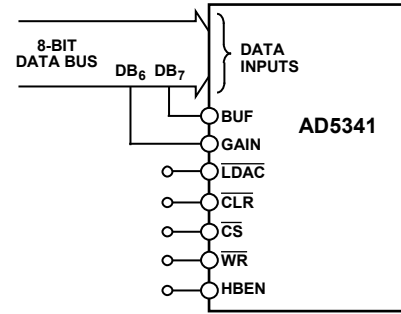 8-BIT
DATA BUS
DB6 DB7
DATA
INPUTS
BUF
GAIN
AD5341
LDAC
CLR
CS
WR
HBEN